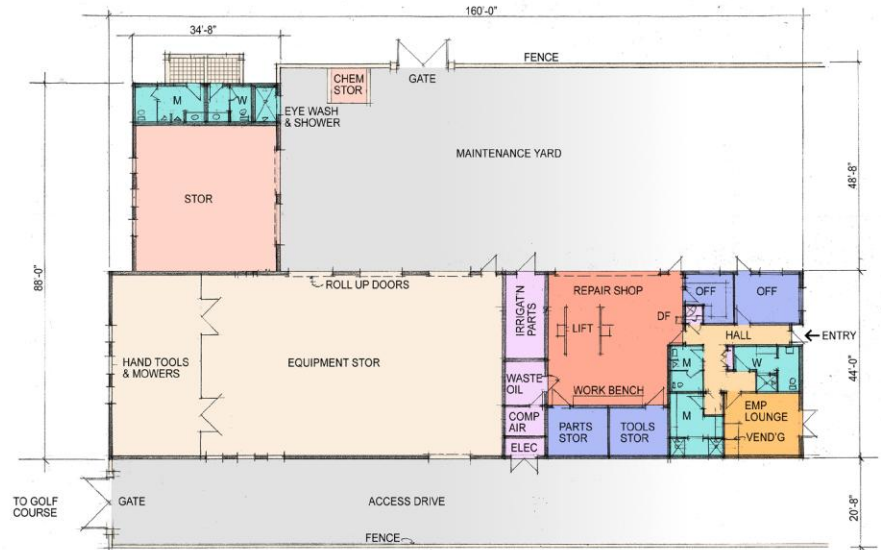 160'-0"
34'-8"
FENCE
CHEM
STOR
GATE
M
W
EYE WASH
& SHOWER
MAINTENANCE YARD
48'-8"
STOR
88'-0"
ROLL UP DOORS
IRRIGAT'N
PARTS
REPAIR SHOP
OFF
OFF
DF
LIFT
HALL
ENTRY
HAND TOOLS
& MOWERS
EQUIPMENT STOR
M
W
44'-0"
WASTE
OIL
WORK BENCH
COMP
AIR
PARTS
STOR
TOOLS
STOR
M
EMP
LOUNGE
VEND'G
ELEC
TO GOLF
COURSE
GATE
ACCESS DRIVE
20'-8"
FENCE